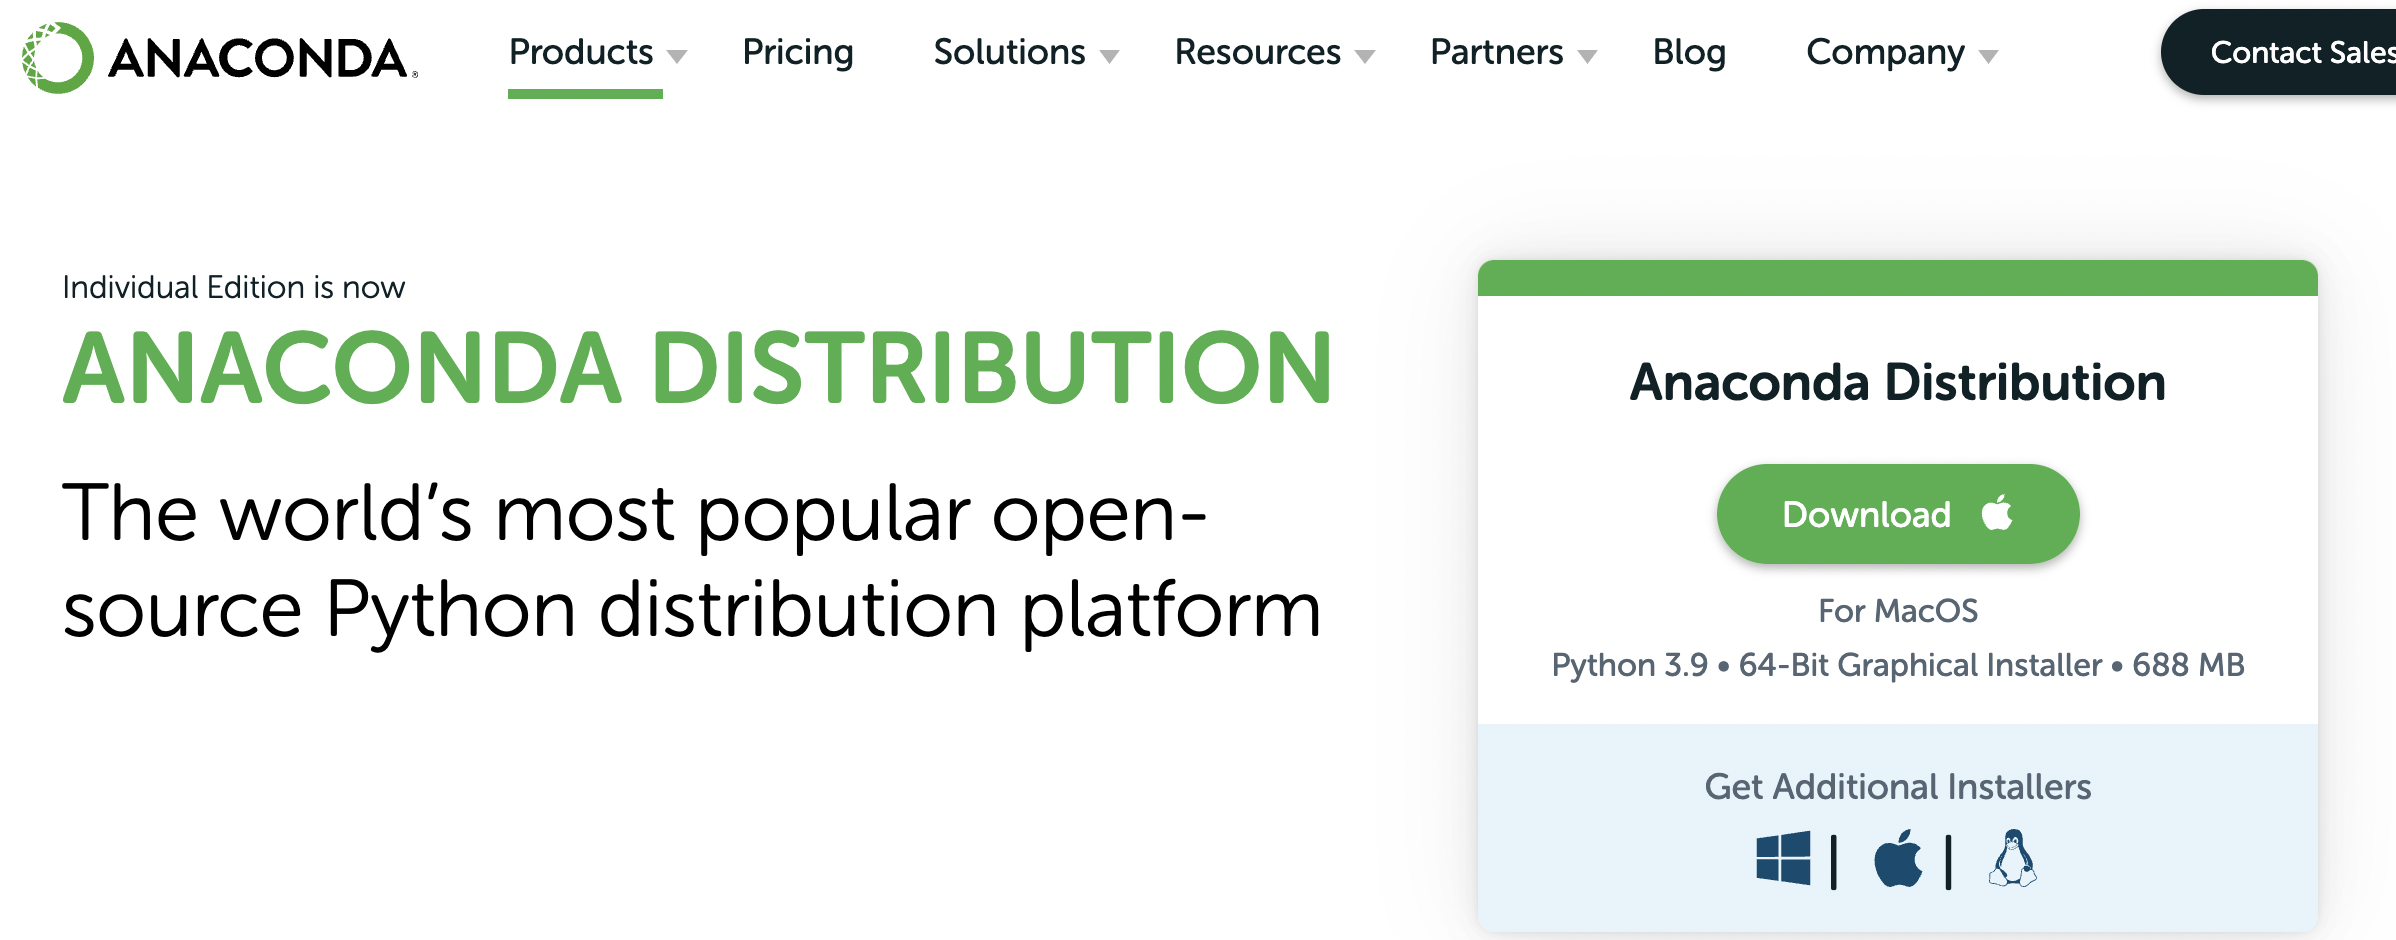 ANACONDA®
Products Pricing Solutions Resources Partners Blog Company Contact Sales
Individual Edition is now
ANACONDA DISTRIBUTION
The world’s most popular open-
source Python distribution platform
Anaconda Distribution
Download
For MacOS
Python 3.9 • 64-Bit Graphical Installer • 688 MB
Get Additional Installers